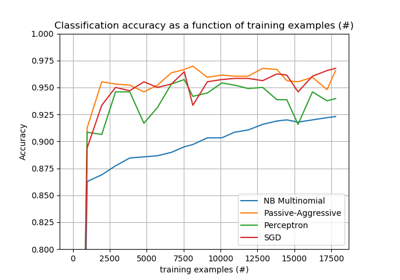 Classification accuracy as a function of training examples (#)
1.000
0.975
0.950
0.925
0.900
0.875
0.850
0.825
0.800
Accuracy
NB Multinomial
Passive-Aggressive
Perceptron
SGD
0 2500 5000 7500 10000 12500 15000 17500
training examples (#)